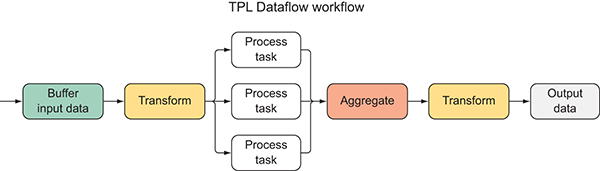 TPL Dataflow workflow
Buffer
input data
Transform
Process
task
Process
task
Process
task
Aggregate
Transform
Output
data